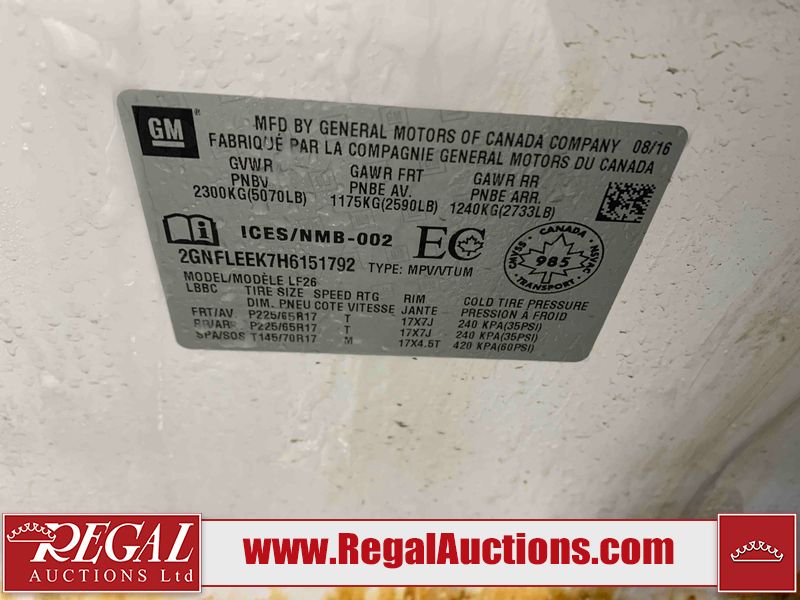 GM
MFD BY GENERAL MOTORS OF CANADA COMPANY 08/16
FABRIQUÉ PAR LA COMPAGNIE GENERAL MOTORS DU CANADA
GVWR GAWR FRT GAWR RR
PNBV PNBE AV. PNBE ARR.
2300KG(5070LB) 1175KG(2590LB) 1240KG(2733LB)
ICES/NMB-002 EC
CANADA
CMVSS 985 NSVAC
TRANSPORT
2GNFLEEK7H6151792 TYPE: MPV/VTUM
MODEL/MODÈLE LF26
LBBC TIRE SIZE SPEED RTG RIM COLD TIRE PRESSURE
DIM. PNEU COTE VITESSE JANTE PRESSION À FROID
FRT/AV P225/65R17 T 17X7J 240 KPA(35PSI)
RR/ARR P225/65R17 T 17X7J 240 KPA(35PSI)
SPA/SOS T145/70R17 M 17X4.5T 420 KPA(60PSI)
REGAL
AUCTIONS Ltd
www.RegalAuctions.com